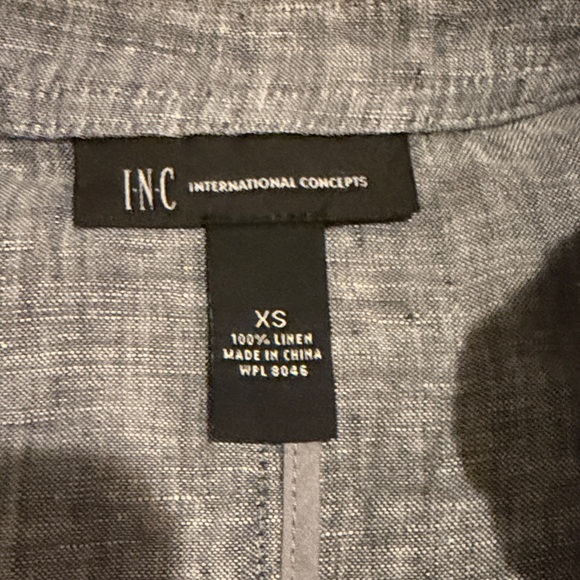 I·N·C INTERNATIONAL CONCEPTS
XS
100% LINEN
MADE IN CHINA
WPL 8046